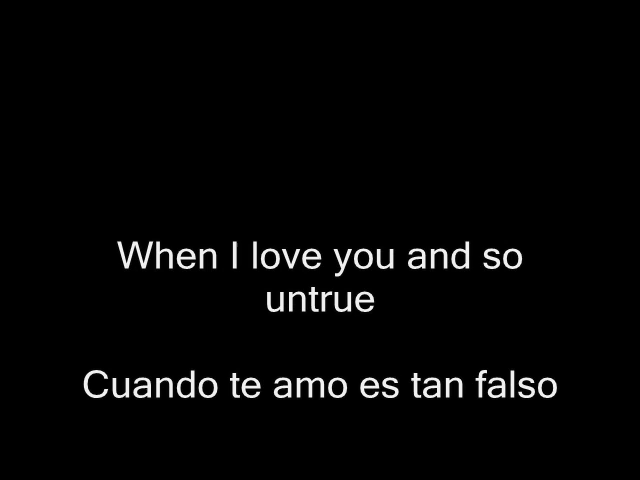 When I love you and so
untrue
Cuando te amo es tan falso